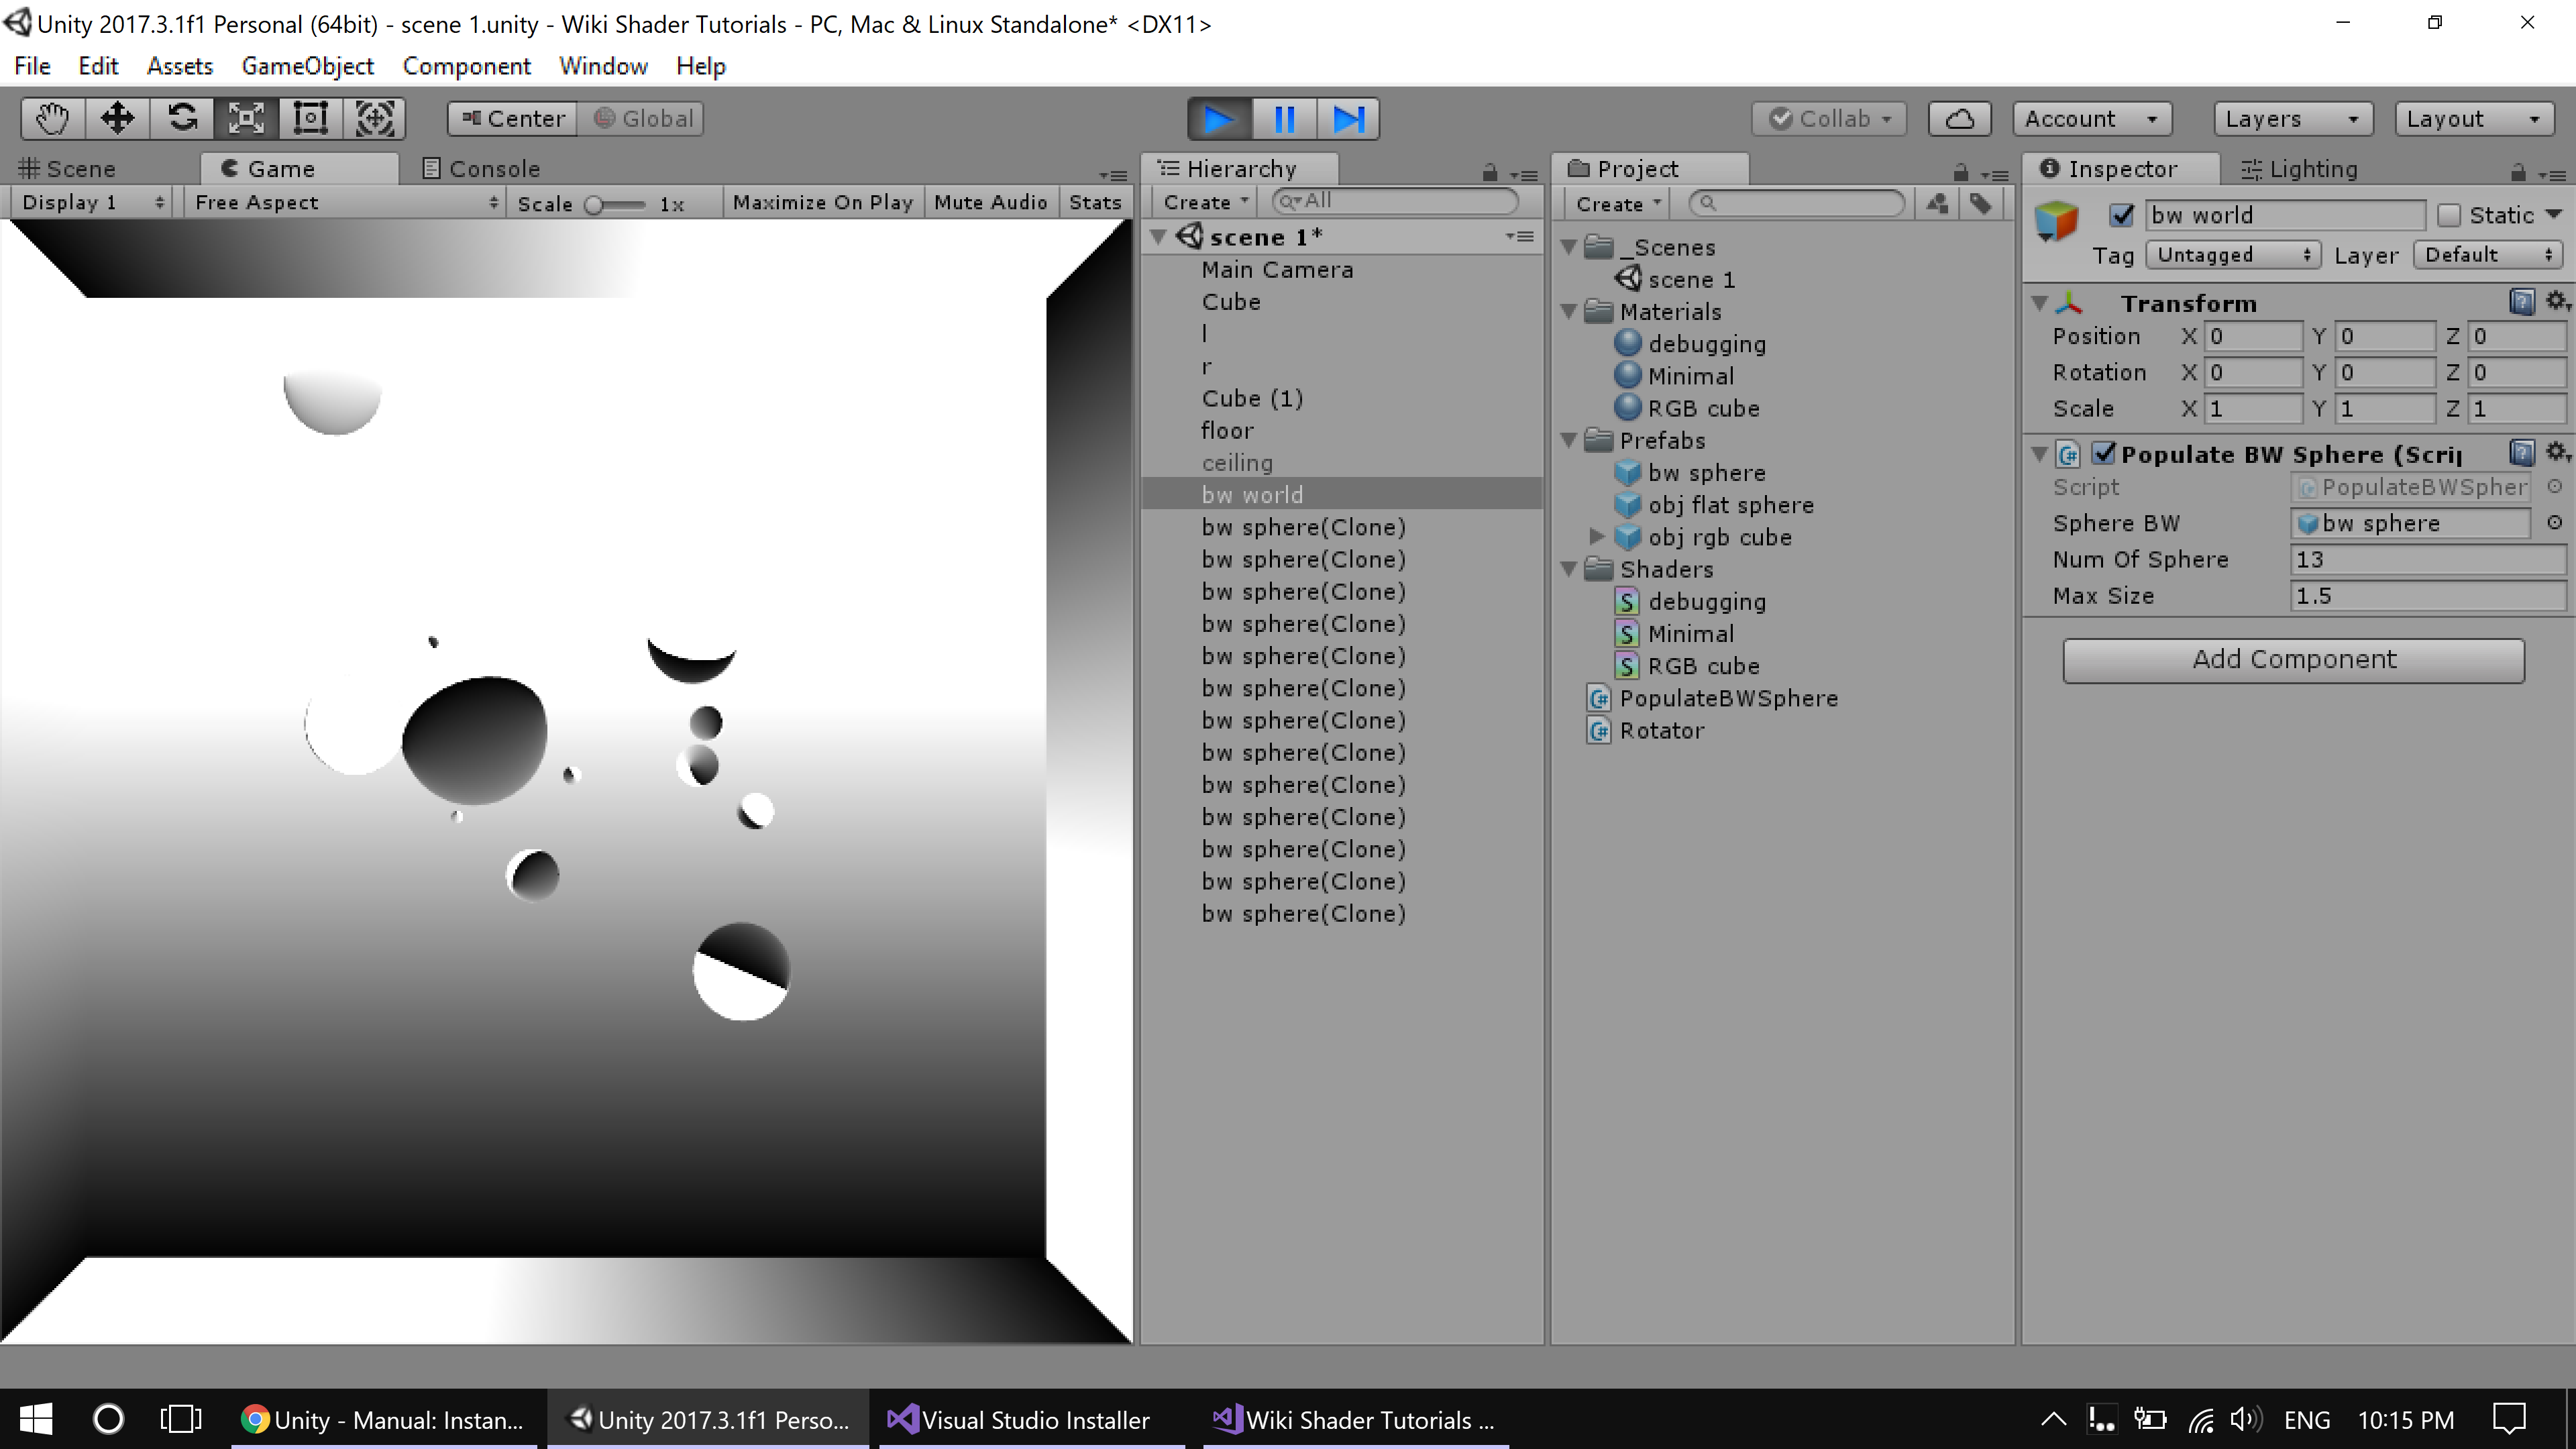 Unity 2017.3.1f1 Personal (64bit) - scene 1.unity - Wiki Shader Tutorials - PC, Mac & Linux Standalone* <DX11>
File Edit Assets GameObject Component Window Help
Center Global Collab Account Layers Layout
Scene Game Console
Display 1 Free Aspect Scale 1x Maximize On Play Mute Audio Stats
Hierarchy
Create All
scene 1*
Main Camera
Cube
l
r
Cube (1)
floor
ceiling
bw world
bw sphere(Clone)
bw sphere(Clone)
bw sphere(Clone)
bw sphere(Clone)
bw sphere(Clone)
bw sphere(Clone)
bw sphere(Clone)
bw sphere(Clone)
bw sphere(Clone)
bw sphere(Clone)
bw sphere(Clone)
bw sphere(Clone)
bw sphere(Clone)
Project
Create
_Scenes
scene 1
Materials
debugging
Minimal
RGB cube
Prefabs
bw sphere
obj flat sphere
obj rgb cube
Shaders
S debugging
S Minimal
S RGB cube
C# PopulateBWSphere
C# Rotator
Inspector Lighting
bw world Static
Tag Untagged Layer Default
Transform
Position X 0 Y 0 Z 0
Rotation X 0 Y 0 Z 0
Scale X 1 Y 1 Z 1
C# Populate BW Sphere (Scrip
Script PopulateBWSpher
Sphere BW bw sphere
Num Of Sphere 13
Max Size 1.5
Add Component
Unity - Manual: Instan... Unity 2017.3.1f1 Perso... Visual Studio Installer Wiki Shader Tutorials ... ENG 10:15 PM